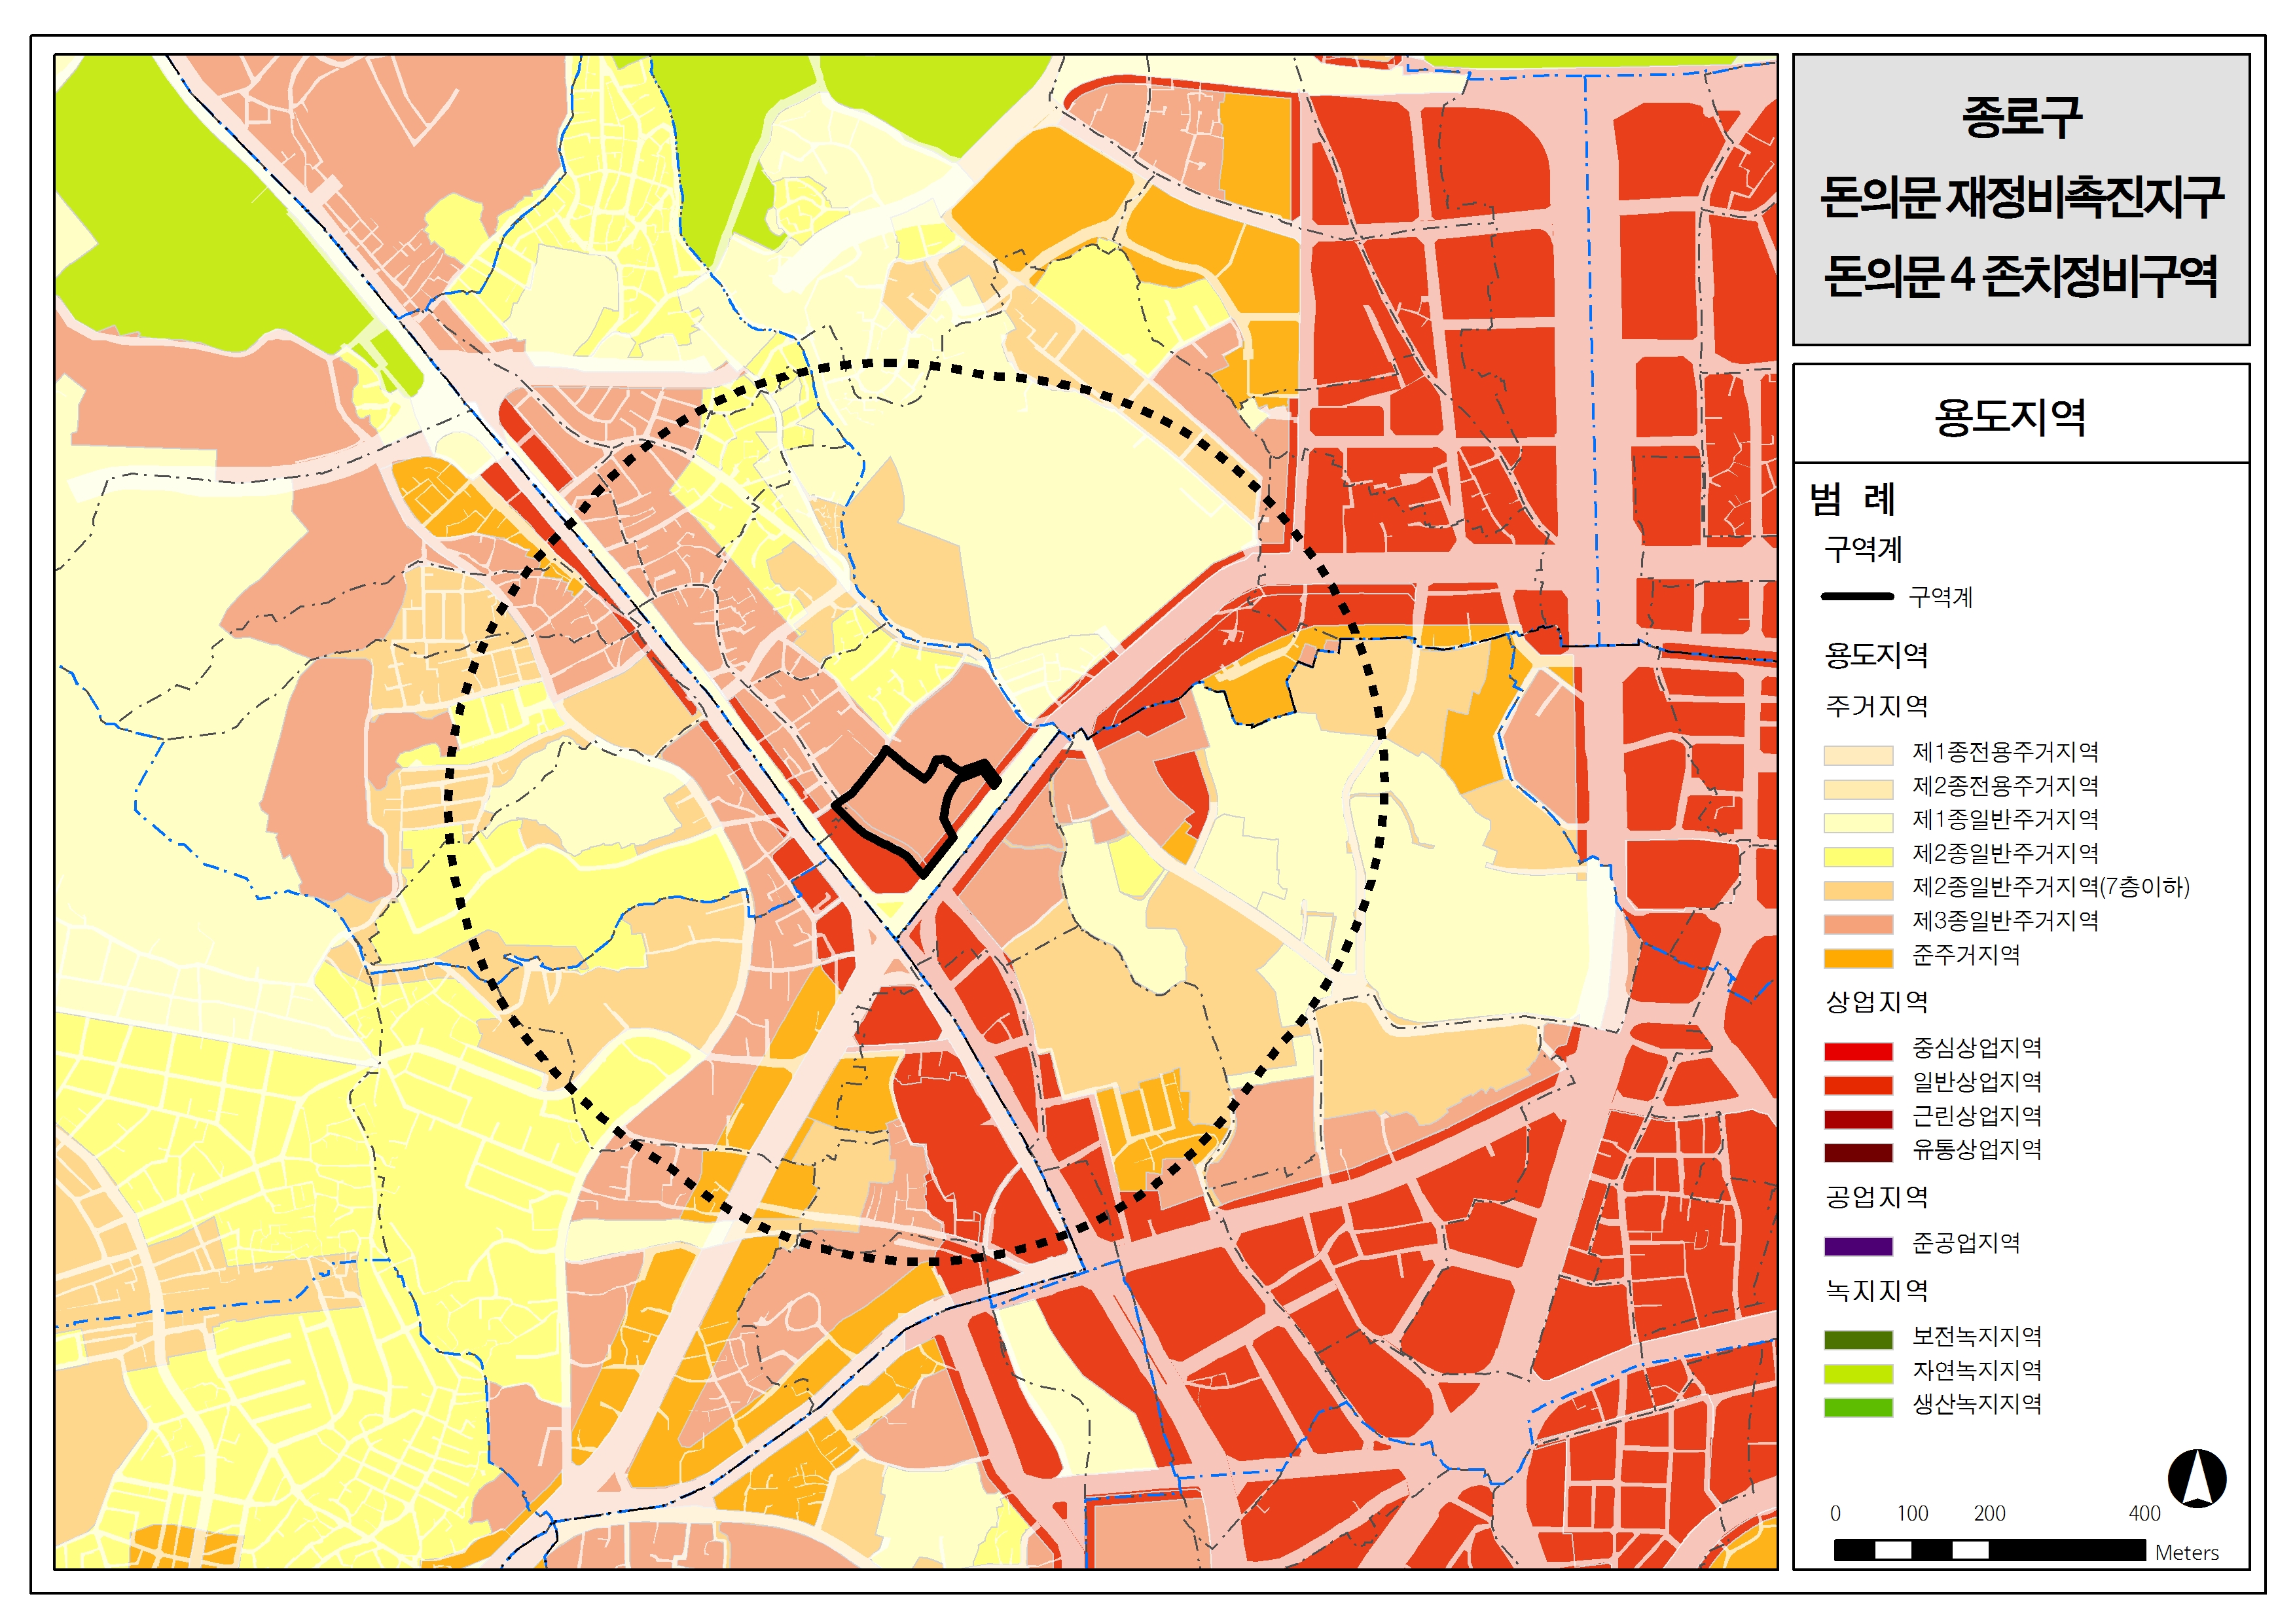 종로구
돈의문 재정비촉진지구
돈의문 4 존치정비구역
용도지역
범 례
구역계
구역계
용도지역
주거지역
제1종전용주거지역
제2종전용주거지역
제1종일반주거지역
제2종일반주거지역
제2종일반주거지역(7층이하)
제3종일반주거지역
준주거지역
상업지역
중심상업지역
일반상업지역
근린상업지역
유통상업지역
공업지역
준공업지역
녹지지역
보전녹지지역
자연녹지지역
생산녹지지역
0 100 200 400
Meters